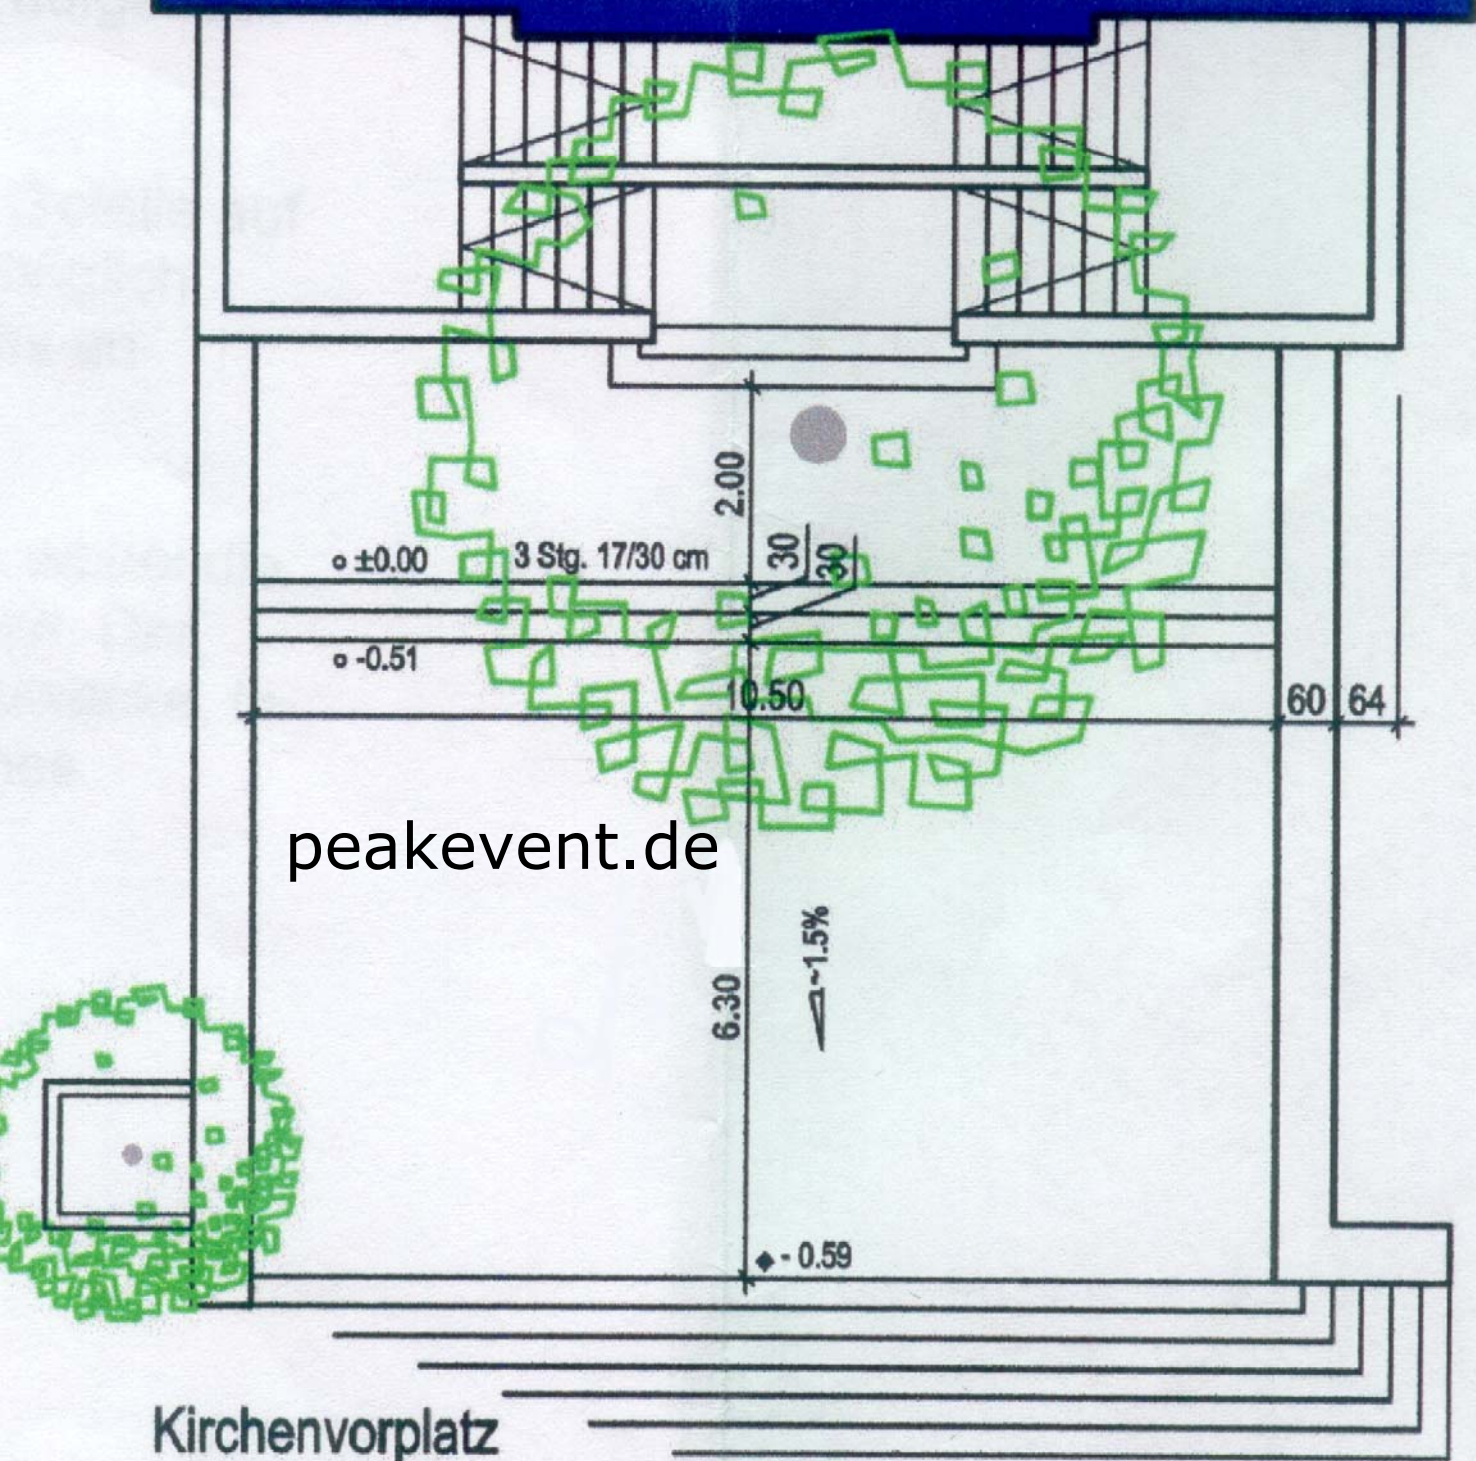 2.00
30
30
○ ±0.00
3 Stg. 17/30 cm
○ -0.51
10.50
60
64
peakevent.de
~1.5%
6.30
◆ - 0.59
Kirchenvorplatz